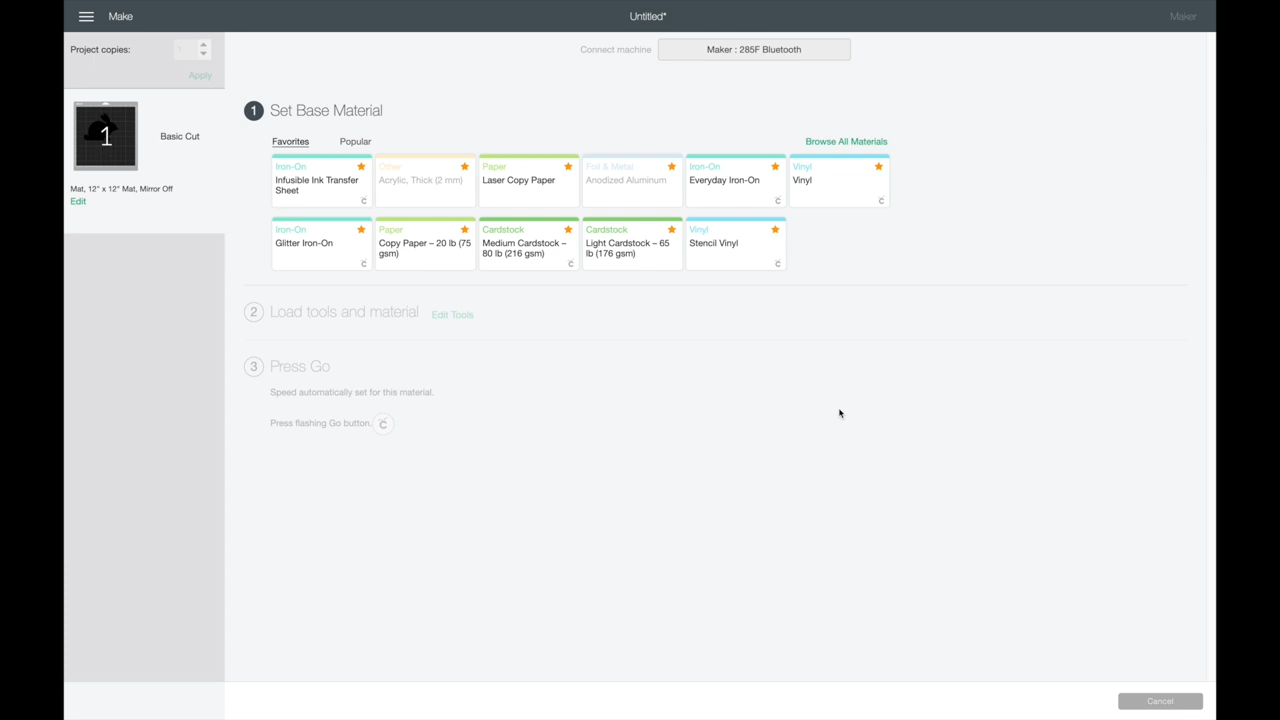 Make
Untitled*
Maker
Project copies:
1
Apply
Connect machine
Maker : 285F Bluetooth
1
Basic Cut
Mat, 12" x 12" Mat, Mirror Off
Edit
1 Set Base Material
Favorites
Popular
Browse All Materials
Iron-On
Infusible Ink Transfer
Sheet
Other
Acrylic, Thick (2 mm)
Paper
Laser Copy Paper
Foil & Metal
Anodized Aluminum
Iron-On
Everyday Iron-On
Vinyl
Vinyl
Iron-On
Glitter Iron-On
Paper
Copy Paper – 20 lb (75
gsm)
Cardstock
Medium Cardstock –
80 lb (216 gsm)
Cardstock
Light Cardstock – 65
lb (176 gsm)
Vinyl
Stencil Vinyl
2 Load tools and material
Edit Tools
3 Press Go
Speed automatically set for this material.
Press flashing Go button.
Cancel